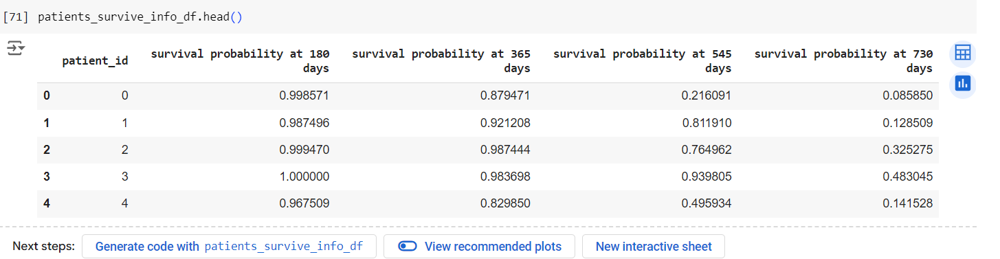 [71] patients_survive_info_df.head()
patient_id survival probability at 180 days survival probability at 365 days survival probability at 545 days survival probability at 730 days
0 0 0.998571 0.879471 0.216091 0.085850
1 1 0.987496 0.921208 0.811910 0.128509
2 2 0.999470 0.987444 0.764962 0.325275
3 3 1.000000 0.983698 0.939805 0.483045
4 4 0.967509 0.829850 0.495934 0.141528
Next steps: Generate code with patients_survive_info_df View recommended plots New interactive sheet